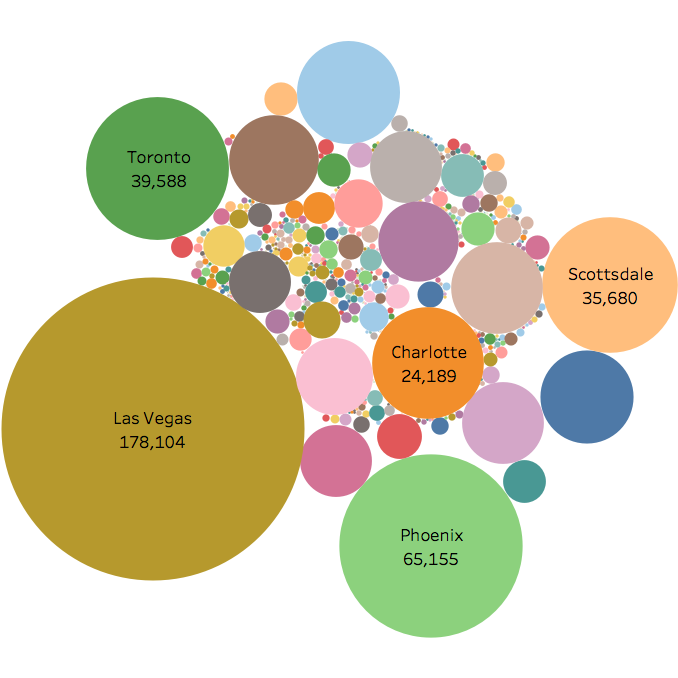 Toronto
39,588
Scottsdale
35,680
Charlotte
24,189
Las Vegas
178,104
Phoenix
65,155